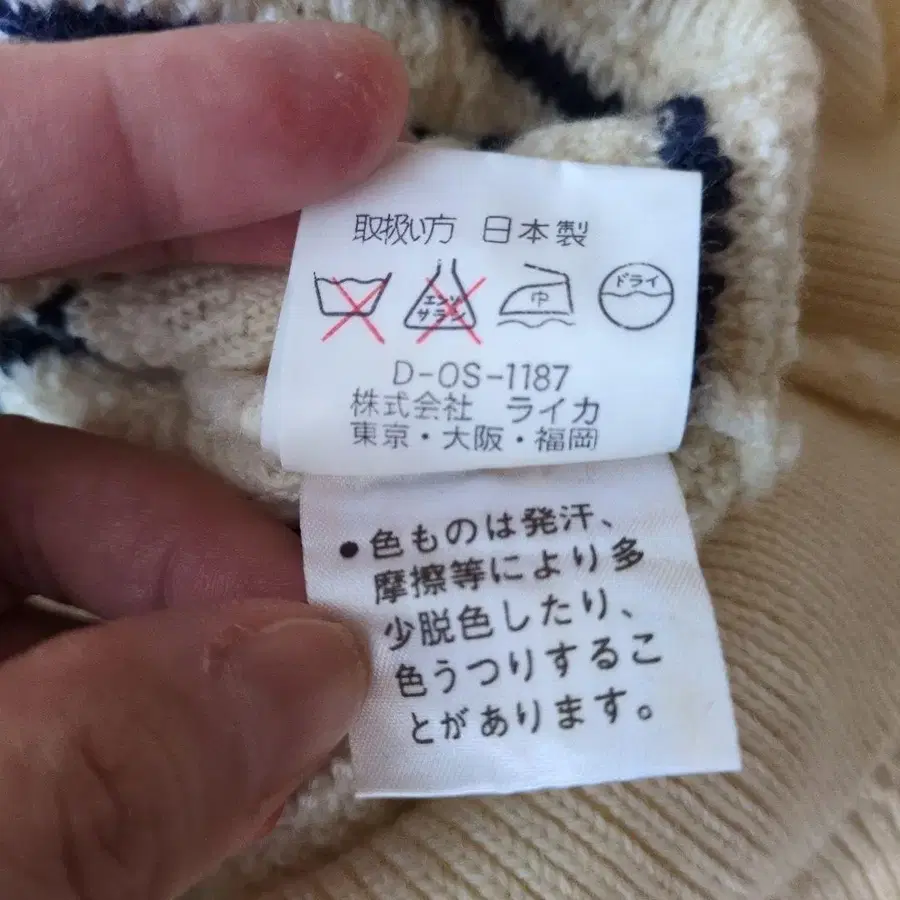 取扱い方 日本製
エンソ
サラシ
中
ドライ
D-OS-1187
株式会社 ライカ
東京・大阪・福岡
●色ものは発汗、
摩擦等により多
少脱色したり、
色うつりするこ
とがあります。